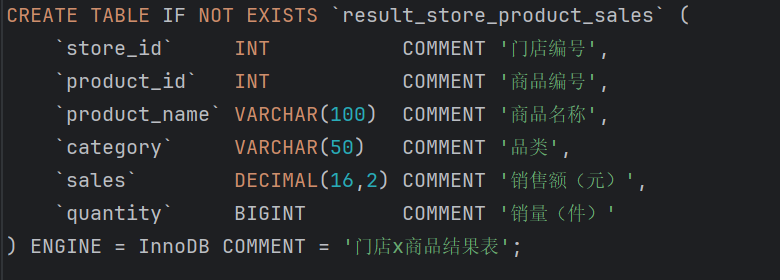 CREATE TABLE IF NOT EXISTS `result_store_product_sales` (
    `store_id`     INT           COMMENT '门店编号',
    `product_id`   INT           COMMENT '商品编号',
    `product_name` VARCHAR(100)  COMMENT '商品名称',
    `category`     VARCHAR(50)   COMMENT '品类',
    `sales`        DECIMAL(16,2) COMMENT '销售额（元）',
    `quantity`     BIGINT        COMMENT '销量（件）'
) ENGINE = InnoDB COMMENT = '门店x商品结果表';